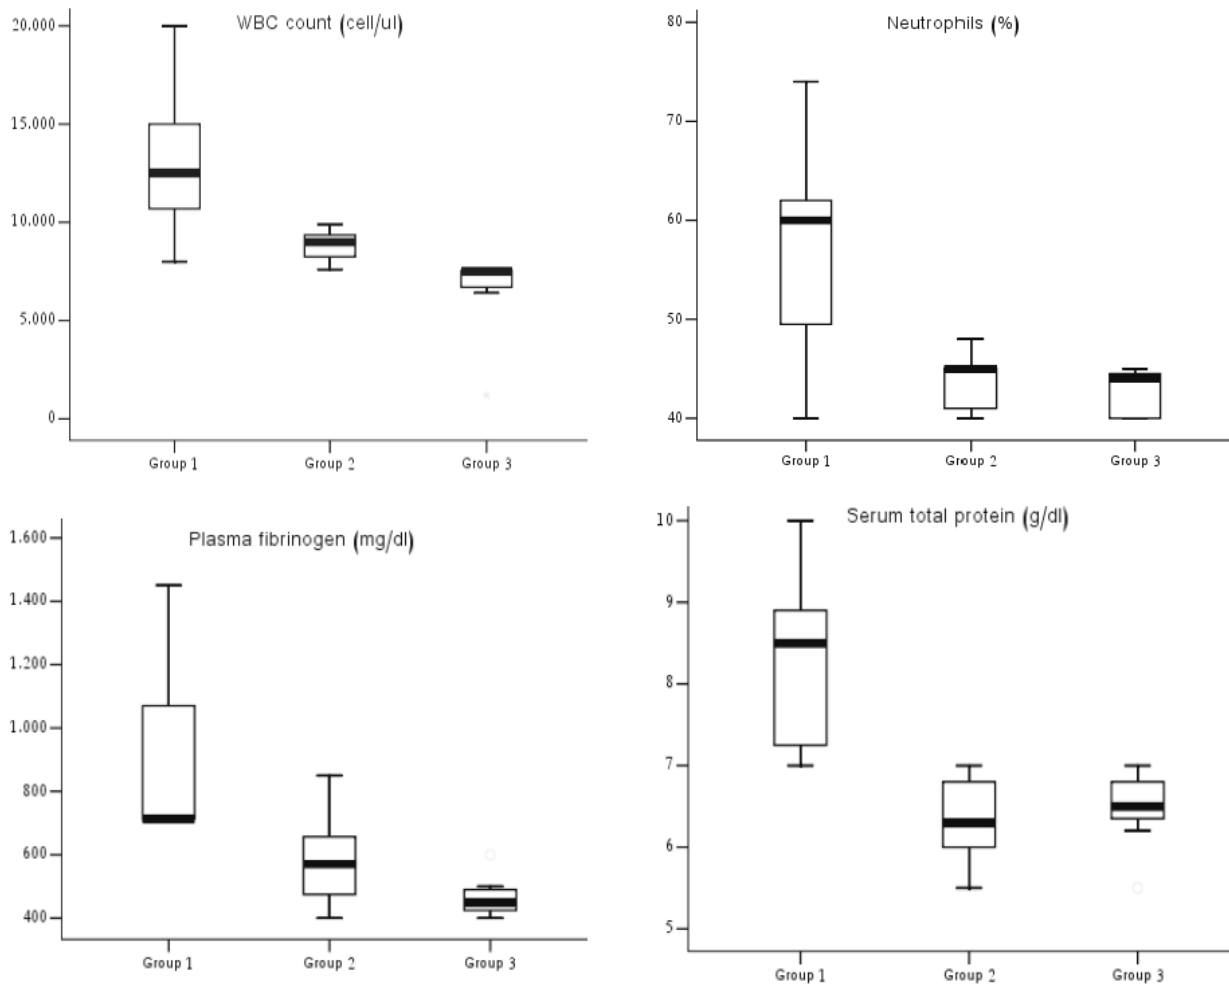 WBC count (cell/ul)
20.000
15.000
10.000
5.000
0
Group 1 Group 2 Group 3
Neutrophils (%)
80
70
60
50
40
Group 1 Group 2 Group 3
Plasma fibrinogen (mg/dl)
1.600
1.400
1.200
1.000
800
600
400
Group 1 Group 2 Group 3
Serum total protein (g/dl)
10
9
8
7
6
5
Group 1 Group 2 Group 3